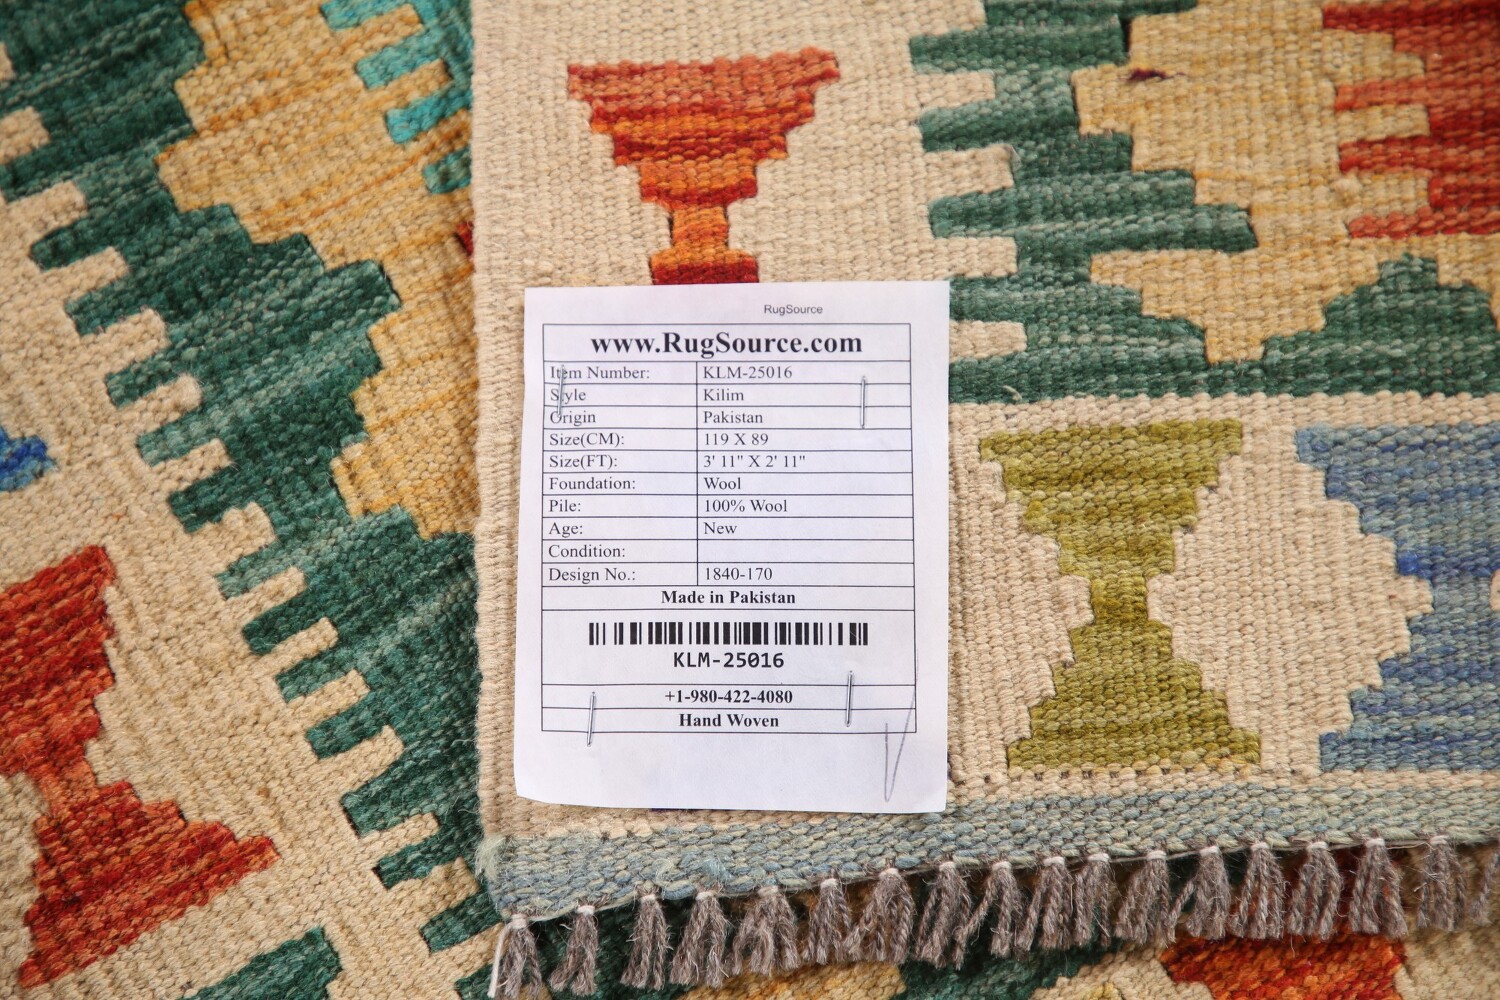 RugSource
www.RugSource.com
Item Number: KLM-25016
Style Kilim
Origin Pakistan
Size(CM): 119 X 89
Size(FT): 3' 11" X 2' 11"
Foundation: Wool
Pile: 100% Wool
Age: New
Condition:
Design No.: 1840-170
Made in Pakistan
KLM-25016
+1-980-422-4080
Hand Woven